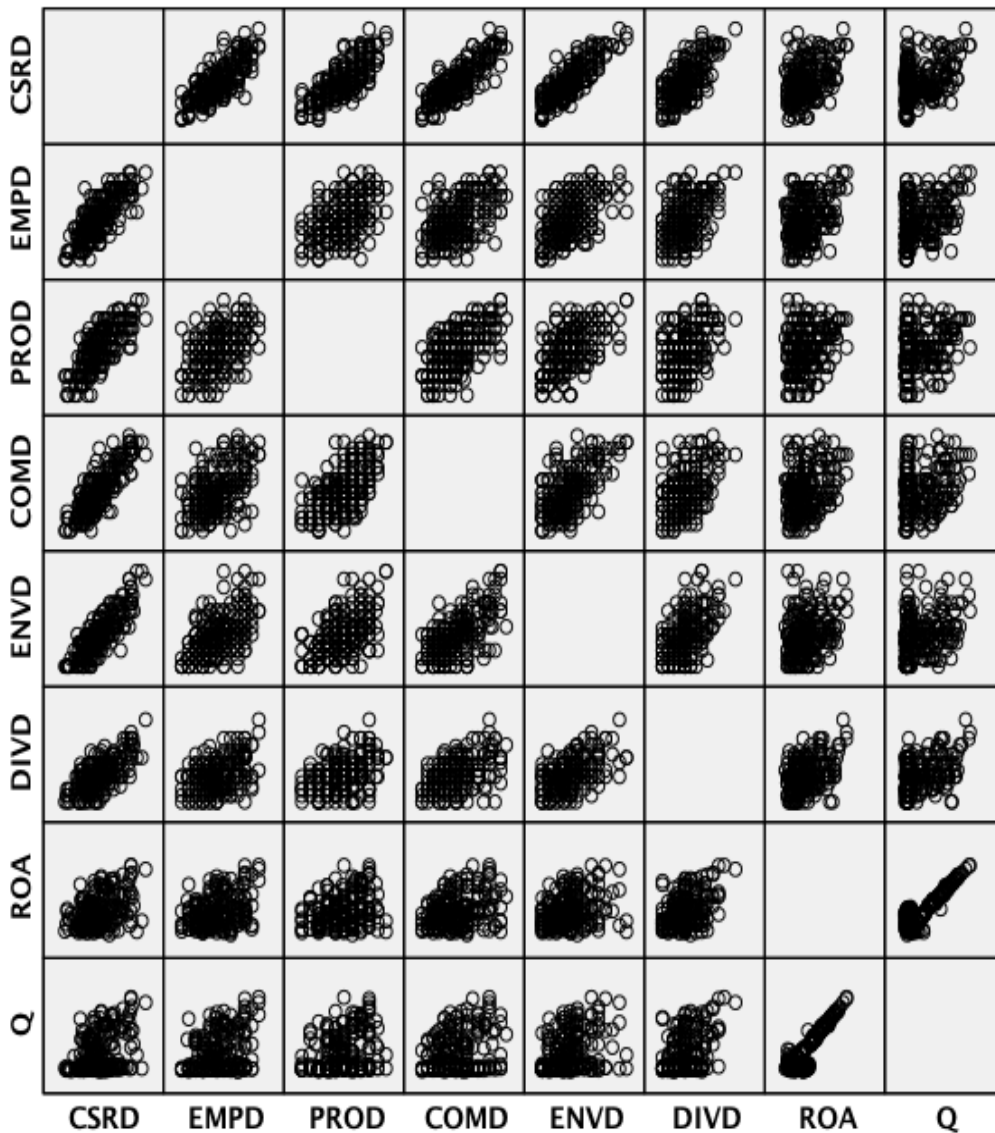 CSRD
EMPD
PROD
COMD
ENVD
DIVD
ROA
Q
CSRD EMPD PROD COMD ENVD DIVD ROA Q